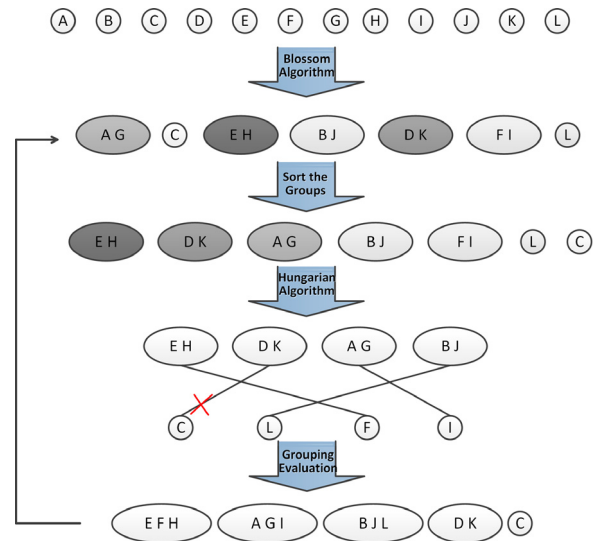 A B C D E F G H I J K L
Blossom
Algorithm
A G C E H B J D K F I L
Sort the
Groups
E H D K A G B J F I L C
Hungarian
Algorithm
E H D K A G B J
C L F I
Grouping
Evaluation
E F H A G I B J L D K C